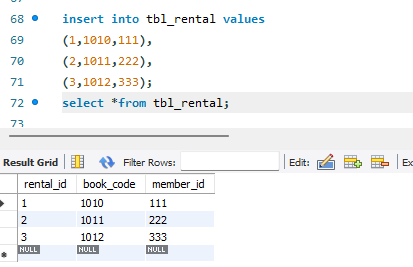 68 insert into tbl_rental values
69 (1,1010,111),
70 (2,1011,222),
71 (3,1012,333);
72 select *from tbl_rental;
73
Result Grid Filter Rows: Edit: Ex
rental_id book_code member_id
1 1010 111
2 1011 222
3 1012 333
NULL NULL NULL